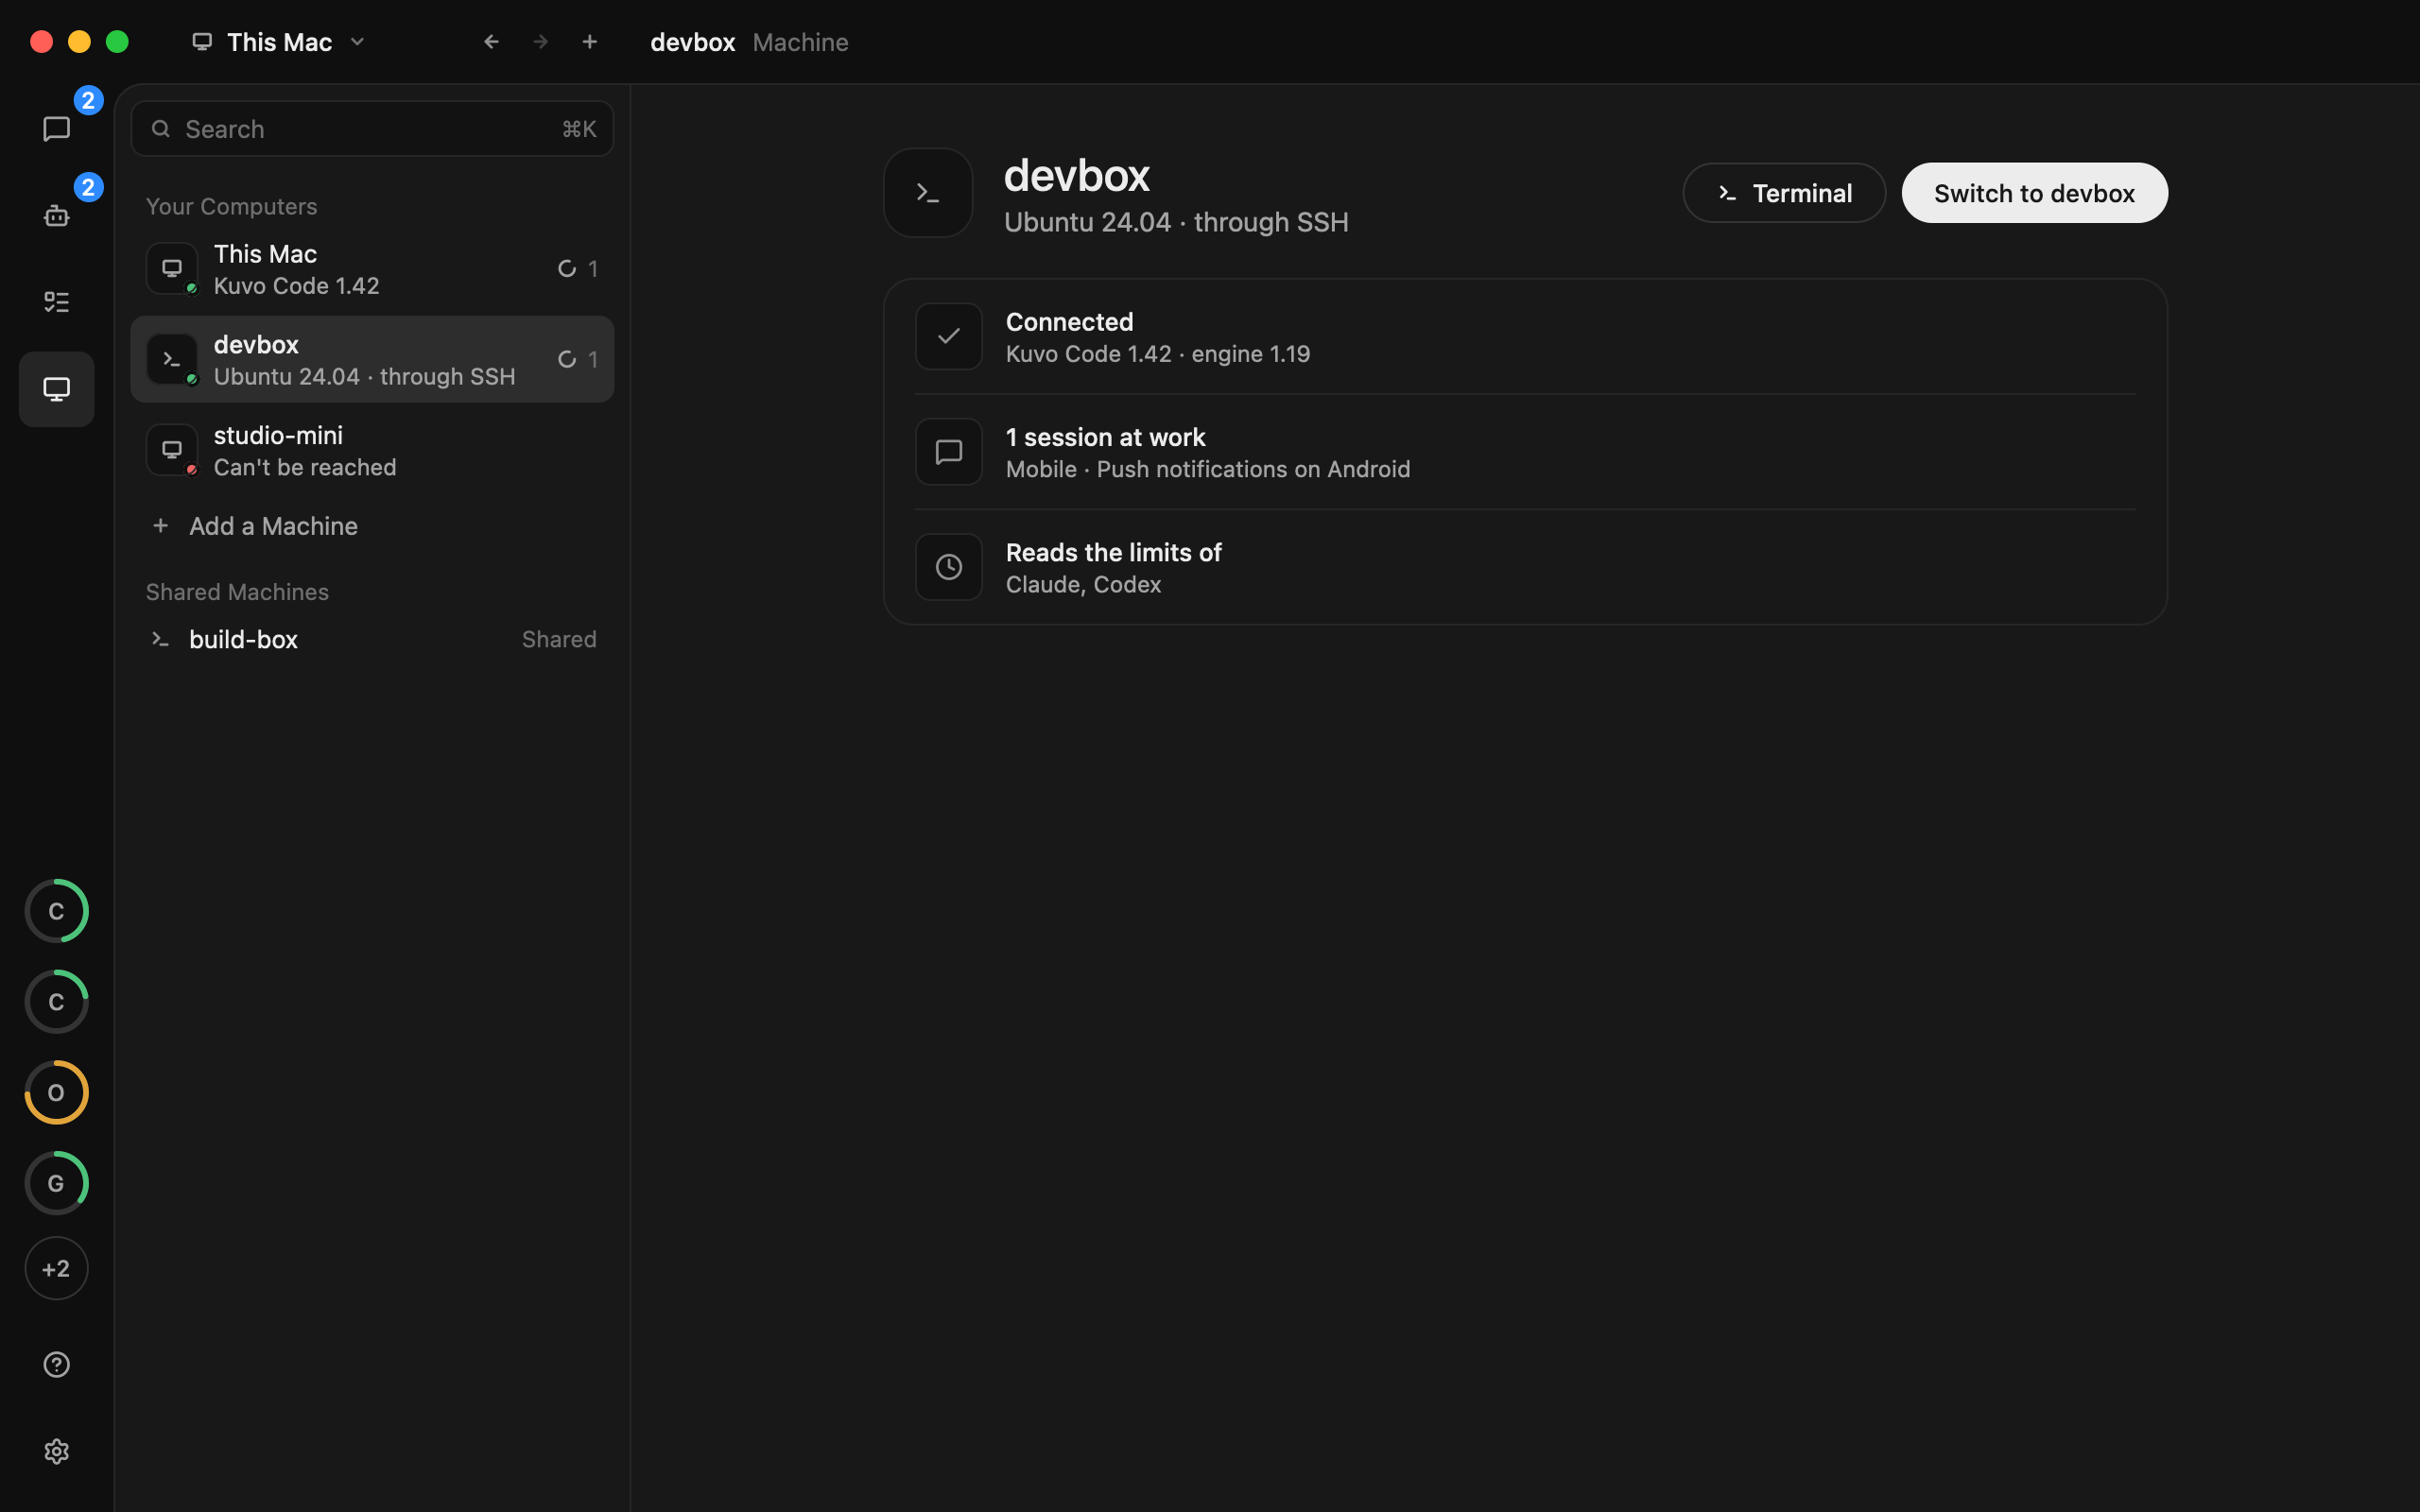 This Mac
devbox Machine
2
2
Search ⌘K
Your Computers
This Mac
Kuvo Code 1.42
1
devbox
Ubuntu 24.04 · through SSH
1
studio-mini
Can't be reached
+ Add a Machine
Shared Machines
build-box Shared
C
C
O
G
+2
devbox
Ubuntu 24.04 · through SSH
Terminal
Switch to devbox
Connected
Kuvo Code 1.42 · engine 1.19
1 session at work
Mobile · Push notifications on Android
Reads the limits of
Claude, Codex